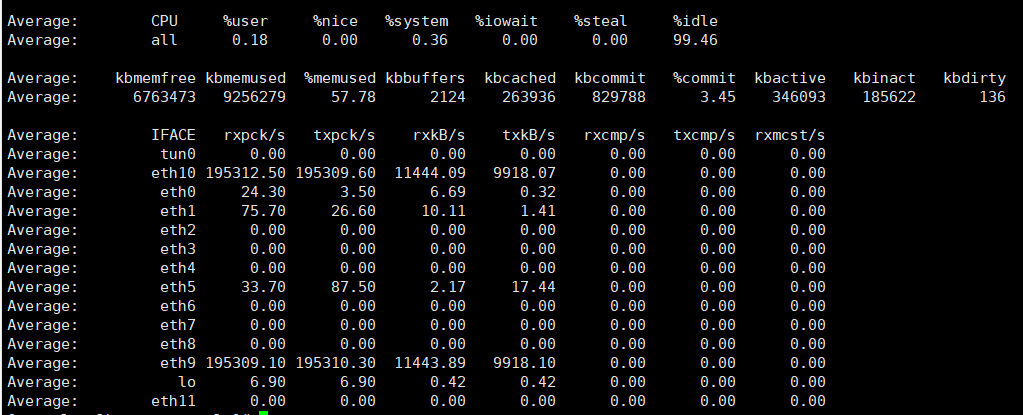 Average: CPU %user %nice %system %iowait %steal %idle
Average: all 0.18 0.00 0.36 0.00 0.00 99.46
Average: kbmemfree kbmemused %memused kbbuffers kbcached kbcommit %commit kbactive kbinact kbdirty
Average: 6763473 9256279 57.78 2124 263936 829788 3.45 346093 185622 136
Average: IFACE rxpck/s txpck/s rxkB/s txkB/s rxcmp/s txcmp/s rxmcst/s
Average: tun0 0.00 0.00 0.00 0.00 0.00 0.00 0.00
Average: eth10 195312.50 195309.60 11444.09 9918.07 0.00 0.00 0.00
Average: eth0 24.30 3.50 6.69 0.32 0.00 0.00 0.00
Average: eth1 75.70 26.60 10.11 1.41 0.00 0.00 0.00
Average: eth2 0.00 0.00 0.00 0.00 0.00 0.00 0.00
Average: eth3 0.00 0.00 0.00 0.00 0.00 0.00 0.00
Average: eth4 0.00 0.00 0.00 0.00 0.00 0.00 0.00
Average: eth5 33.70 87.50 2.17 17.44 0.00 0.00 0.00
Average: eth6 0.00 0.00 0.00 0.00 0.00 0.00 0.00
Average: eth7 0.00 0.00 0.00 0.00 0.00 0.00 0.00
Average: eth8 0.00 0.00 0.00 0.00 0.00 0.00 0.00
Average: eth9 195309.10 195310.30 11443.89 9918.10 0.00 0.00 0.00
Average: lo 6.90 6.90 0.42 0.42 0.00 0.00 0.00
Average: eth11 0.00 0.00 0.00 0.00 0.00 0.00 0.00